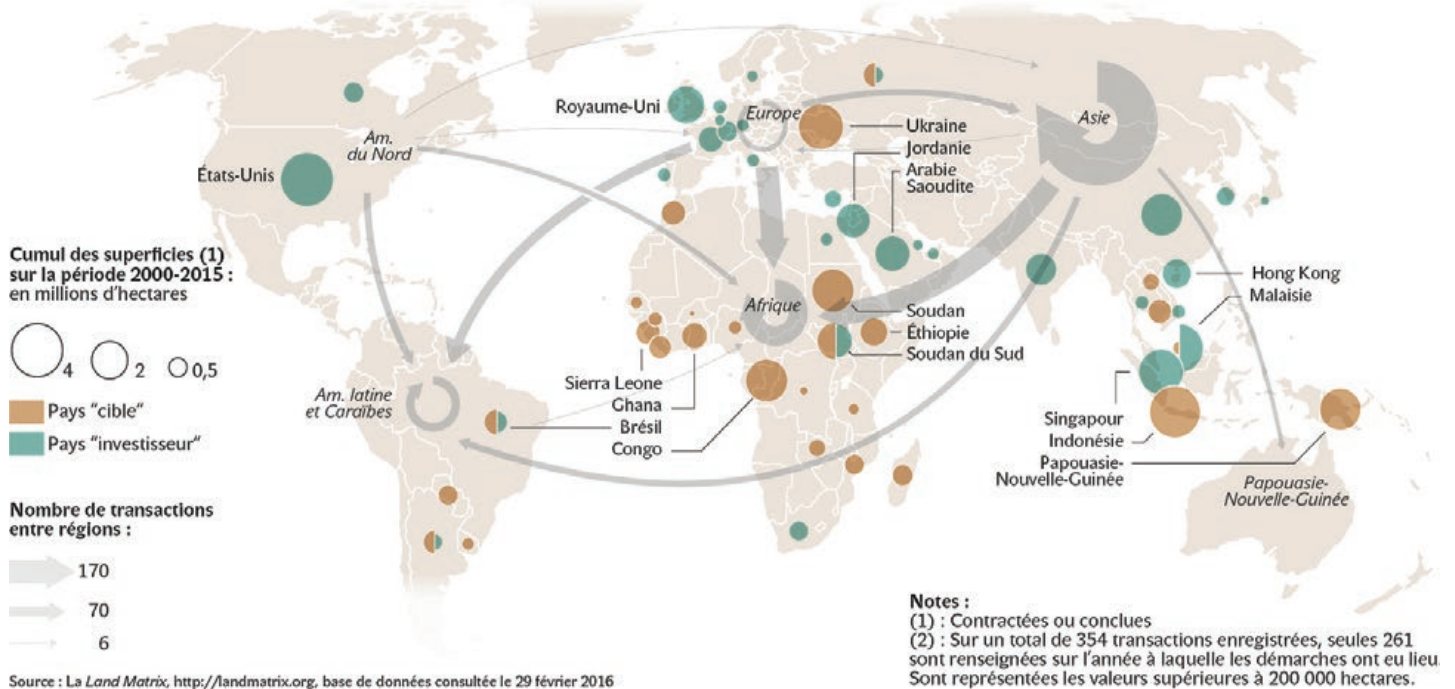 Royaume-Uni
Europe
Asie
Am.
du Nord
Ukraine
Jordanie
Arabie
Saoudite
États-Unis
Cumul des superficies (1)
sur la période 2000-2015 :
en millions d'hectares
4
2
0,5
Pays "cible"
Pays "investisseur"
Nombre de transactions
entre régions :
170
70
6
Hong Kong
Malaisie
Afrique
Soudan
Éthiopie
Soudan du Sud
Am. latine
et Caraïbes
Sierra Leone
Ghana
Brésil
Congo
Singapour
Indonésie
Papouasie-
Nouvelle-Guinée
Papouasie-
Nouvelle-Guinée
Notes :
(1) : Contractées ou conclues
(2) : Sur un total de 354 transactions enregistrées, seules 261
sont renseignées sur l'année à laquelle les démarches ont eu lieu.
Sont représentées les valeurs supérieures à 200 000 hectares.
Source : La Land Matrix, http://landmatrix.org, base de données consultée le 29 février 2016